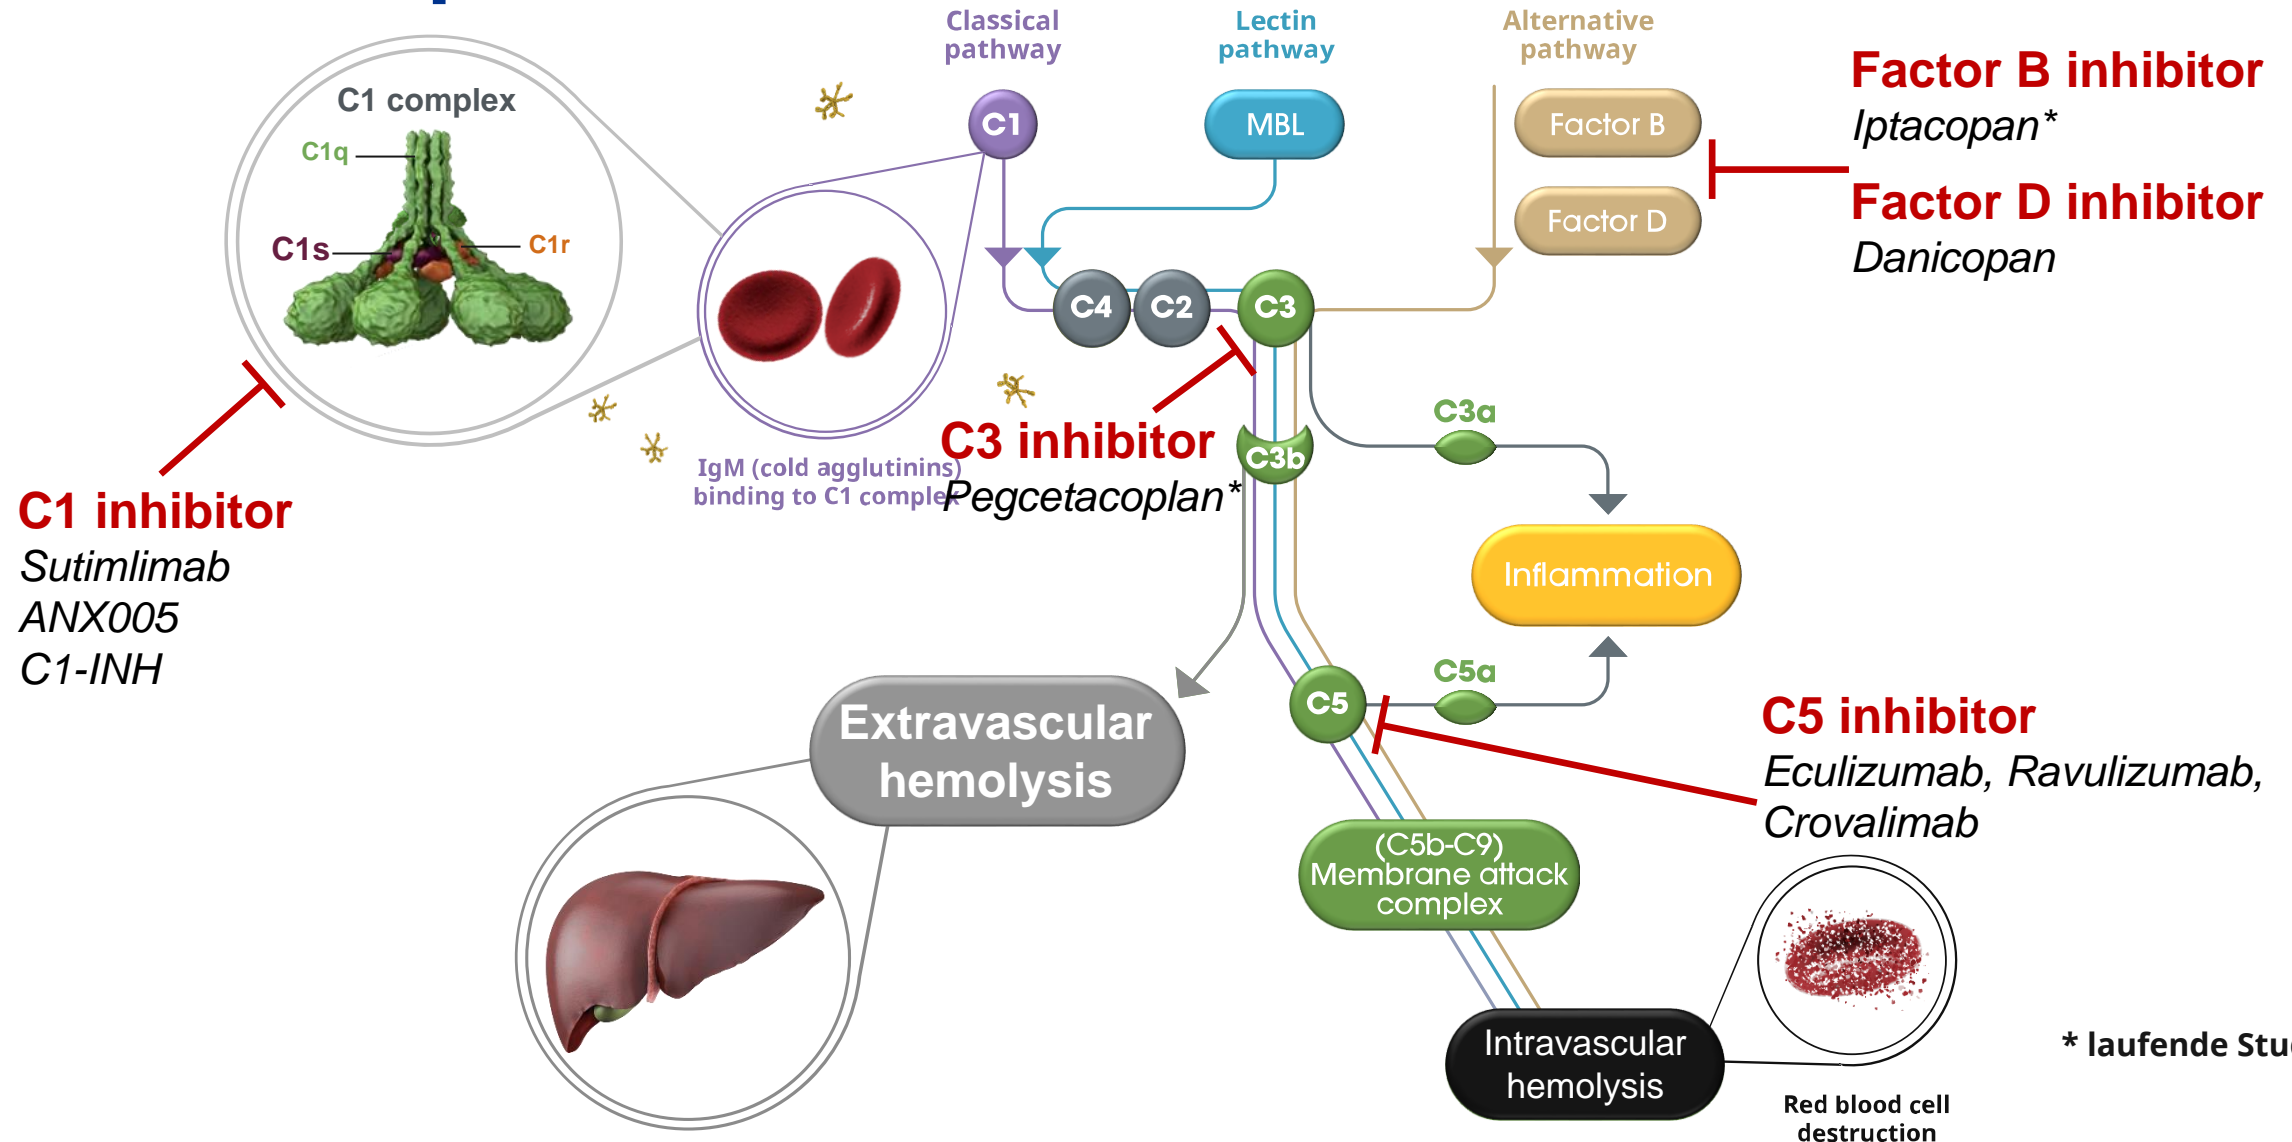 Classical
pathway
Lectin
pathway
Alternative
pathway
C1 complex
C1q
C1s
C1r
C1
MBL
Factor B
Factor D
Factor B inhibitor
Iptacopan*
Factor D inhibitor
Danicopan
C4
C2
C3
C3a
C3b
C3 inhibitor
Pegcetacoplan*
IgM (cold agglutinins)
binding to C1 complex
C1 inhibitor
Sutimlimab
ANX005
C1-INH
Inflammation
C5
C5a
C5 inhibitor
Eculizumab, Ravulizumab,
Crovalimab
Extravascular
hemolysis
(C5b-C9)
Membrane attack
complex
Intravascular
hemolysis
Red blood cell
destruction
* laufende